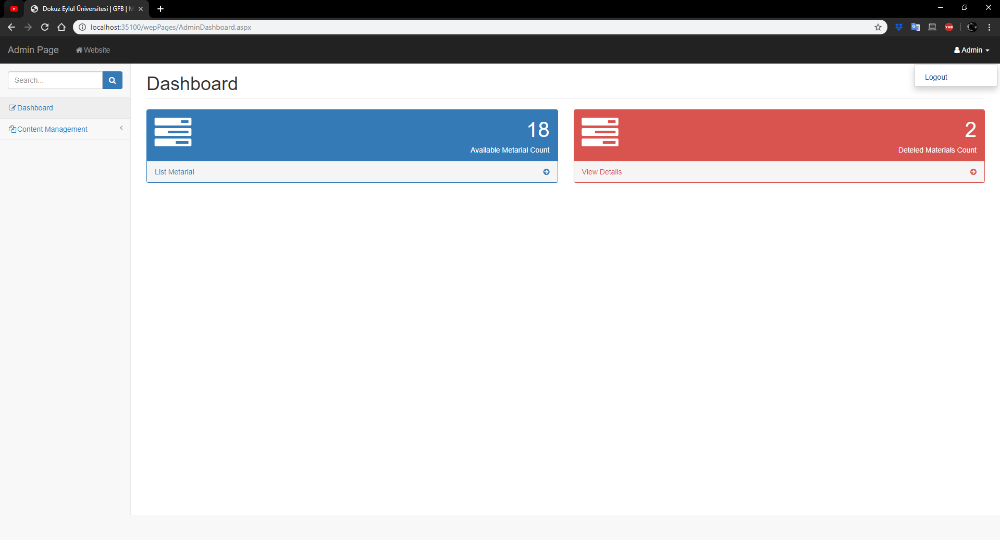 Dokuz Eylül Üniversitesi | GFB | M
localhost:35100/wepPages/AdminDashboard.aspx
YAB
Admin Page
Website
Admin
Logout
Search...
Dashboard
Content Management
Dashboard
18
Available Metarial Count
List Metarial
2
Deteled Materials Count
View Details